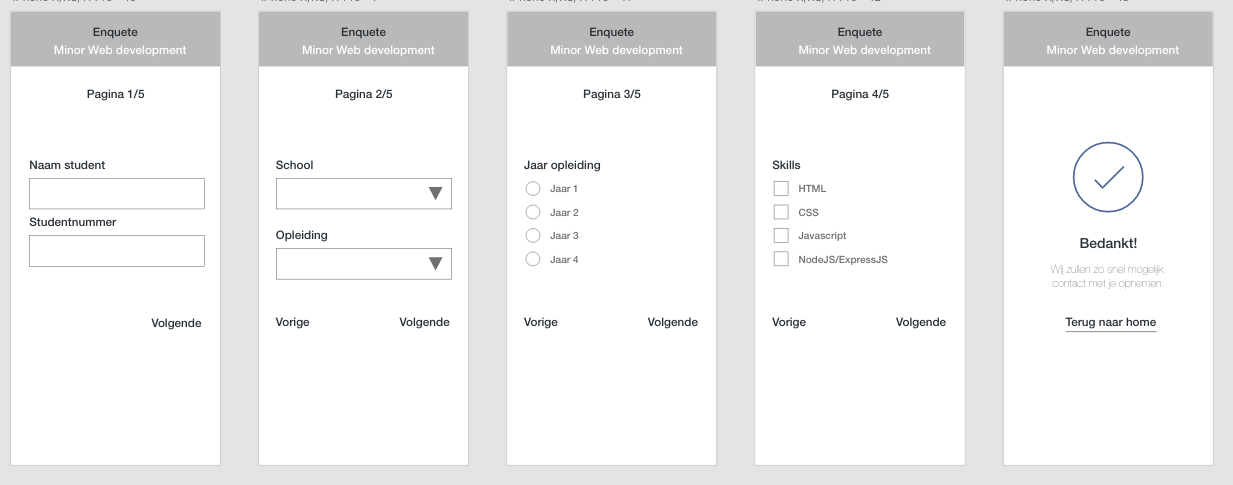 Enquete
Minor Web development
Pagina 1/5
Naam student
Studentnummer
Volgende
Enquete
Minor Web development
Pagina 2/5
School
Opleiding
Vorige
Volgende
Enquete
Minor Web development
Pagina 3/5
Jaar opleiding
Jaar 1
Jaar 2
Jaar 3
Jaar 4
Vorige
Volgende
Enquete
Minor Web development
Pagina 4/5
Skills
HTML
CSS
Javascript
NodeJS/ExpressJS
Vorige
Volgende
Enquete
Minor Web development
Bedankt!
Wij zullen zo snel mogelijk
contact met je opnemen.
Terug naar home